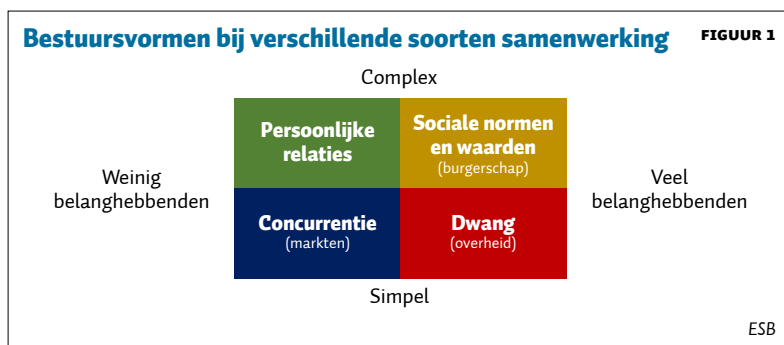 Bestuursvormen bij verschillende soorten samenwerking
FIGUUR 1
Complex
Persoonlijke
relaties
Sociale normen
en waarden
(burgerschap)
Weinig
belanghebbenden
Veel
belanghebbenden
Concurrentie
(markten)
Dwang
(overheid)
Simpel
ESB